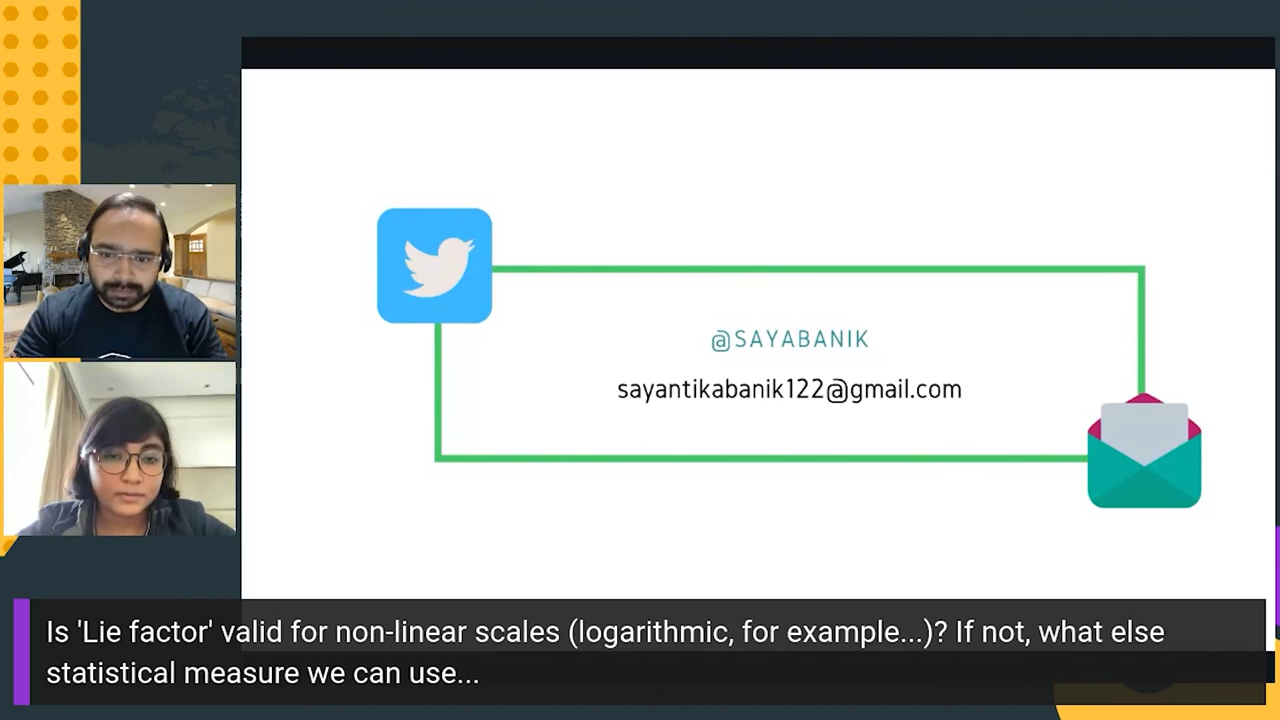 @SAYABANIK
sayantikabanik122@gmail.com
Is 'Lie factor' valid for non-linear scales (logarithmic, for example...)? If not, what else
statistical measure we can use...